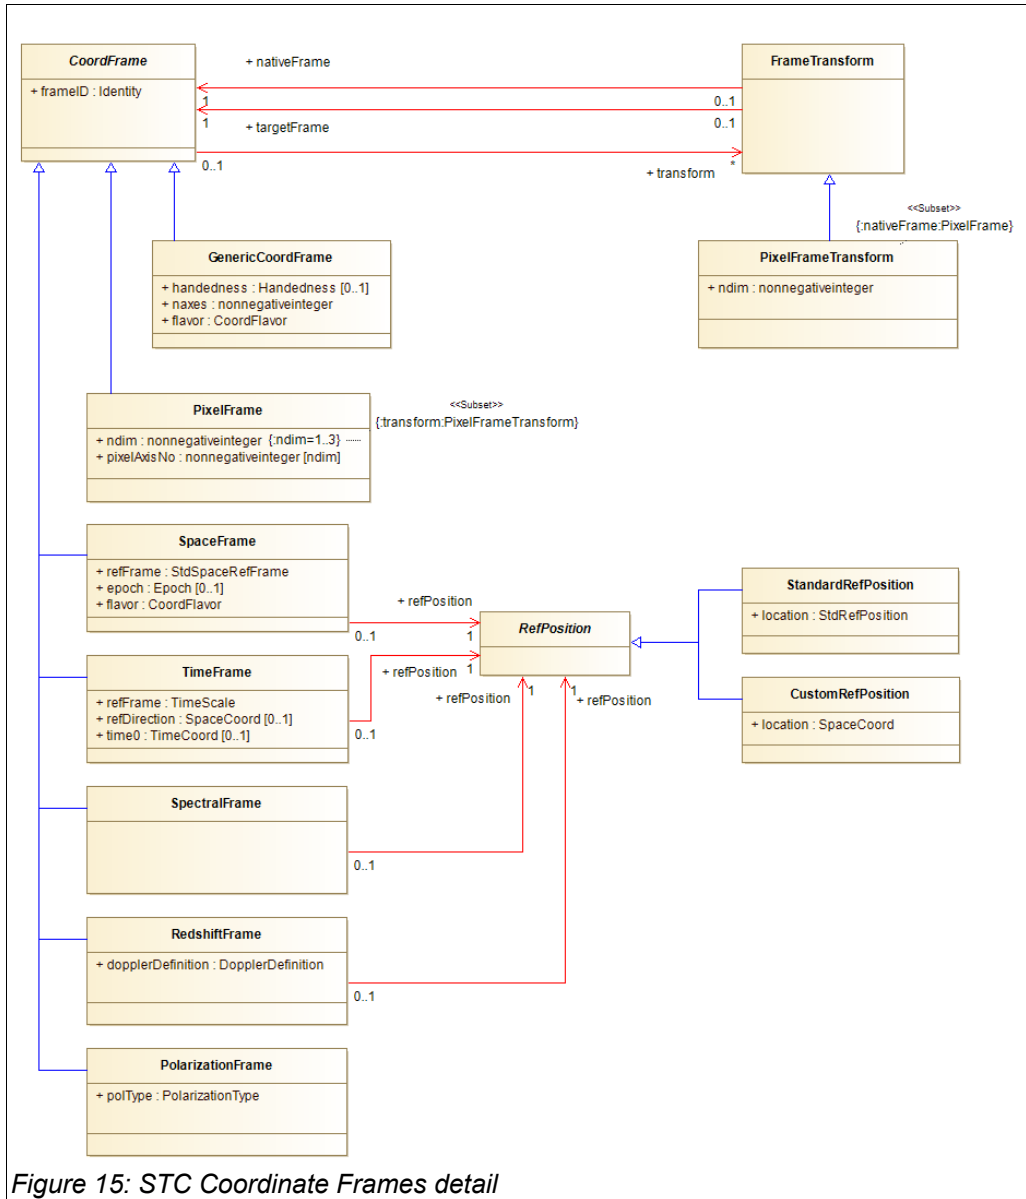 CoordFrame
+ frameID : Identity
+ nativeFrame
1
0..1
1
0..1
+ targetFrame
0..1
*
+ transform
FrameTransform
<<Subset>>
{:nativeFrame:PixelFrame}
GenericCoordFrame
+ handedness : Handedness [0..1]
+ naxes : nonnegativeinteger
+ flavor : CoordFlavor
PixelFrameTransform
+ ndim : nonnegativeinteger
PixelFrame
+ ndim : nonnegativeinteger {:ndim=1..3}
+ pixelAxisNo : nonnegativeinteger [ndim]
<<Subset>>
{:transform:PixelFrameTransform}
SpaceFrame
+ refFrame : StdSpaceRefFrame
+ epoch : Epoch [0..1]
+ flavor : CoordFlavor
+ refPosition
0..1
1
RefPosition
StandardRefPosition
+ location : StdRefPosition
TimeFrame
+ refFrame : TimeScale
+ refDirection : SpaceCoord [0..1]
+ time0 : TimeCoord [0..1]
+ refPosition
1
0..1
+ refPosition
1
1
+ refPosition
CustomRefPosition
+ location : SpaceCoord
SpectralFrame
0..1
RedshiftFrame
+ dopplerDefinition : DopplerDefinition
0..1
PolarizationFrame
+ polType : PolarizationType
Figure 15: STC Coordinate Frames detail